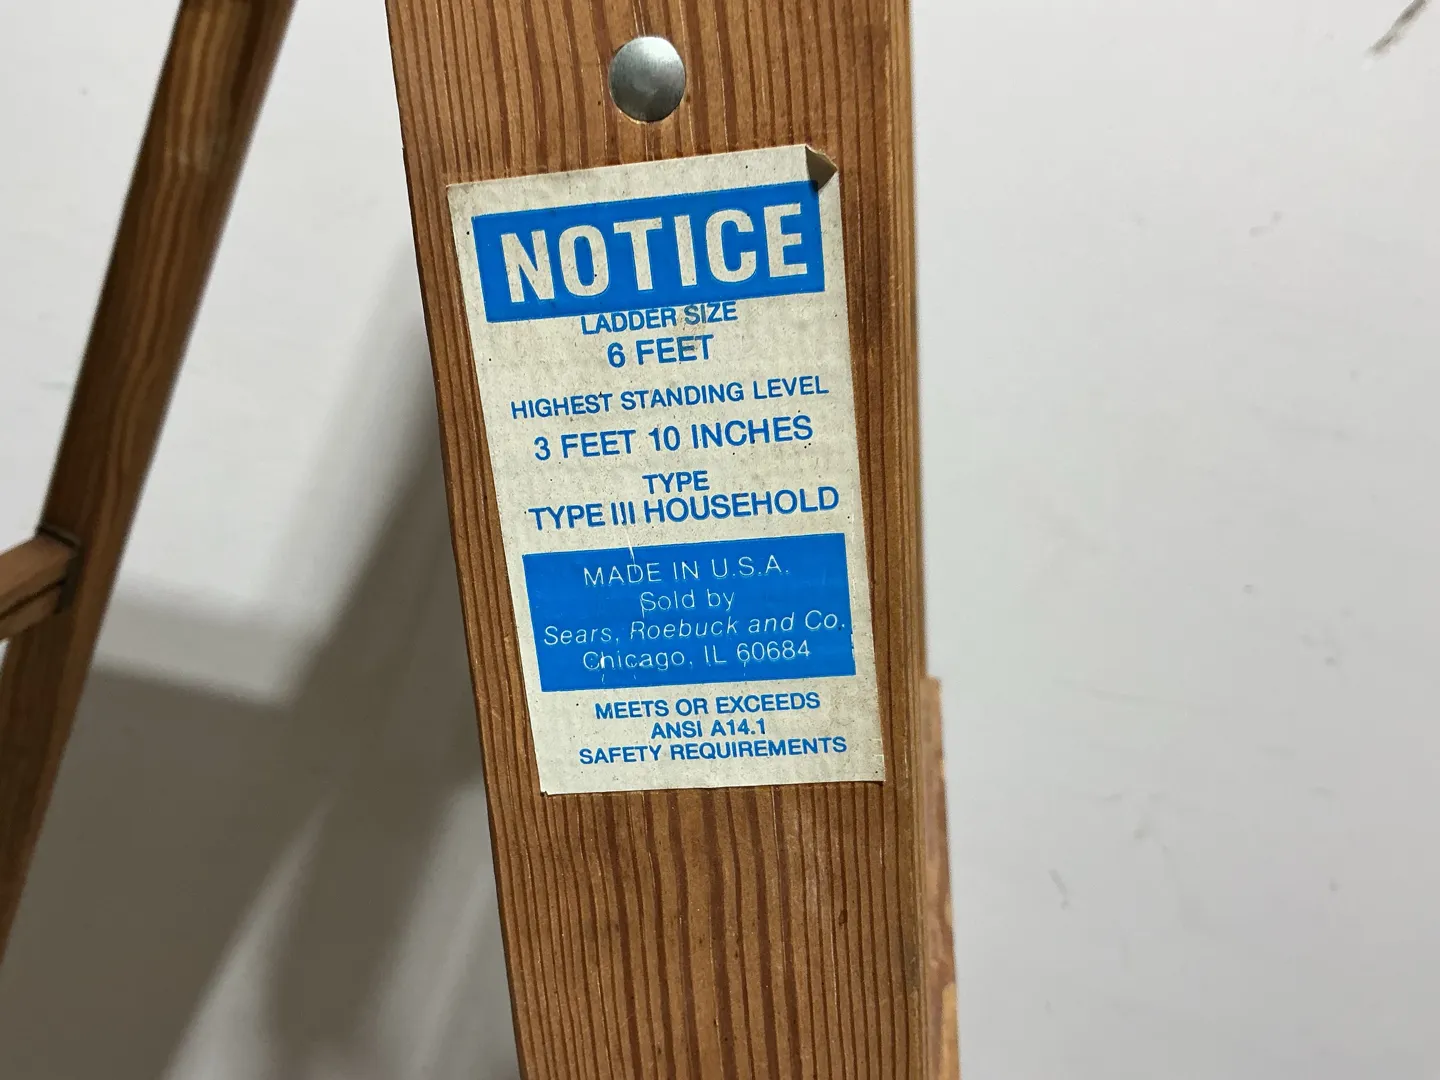 NOTICE
LADDER SIZE
6 FEET
HIGHEST STANDING LEVEL
3 FEET 10 INCHES
TYPE
TYPE III HOUSEHOLD
MADE IN U.S.A.
Sold by
Sears, Roebuck and Co.
Chicago, IL 60684
MEETS OR EXCEEDS
ANSI A14.1
SAFETY REQUIREMENTS